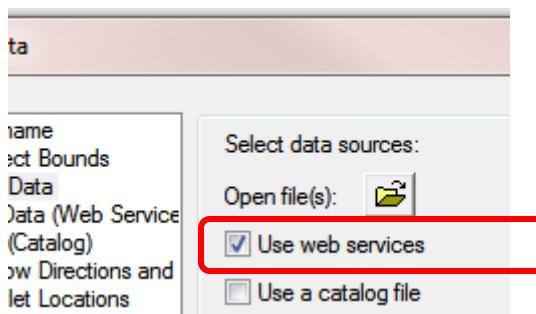 ta
name
ect Bounds
Data
Data (Web Service
(Catalog)
ow Directions and
let Locations
Select data sources:
Open file(s):
Use web services
Use a catalog file